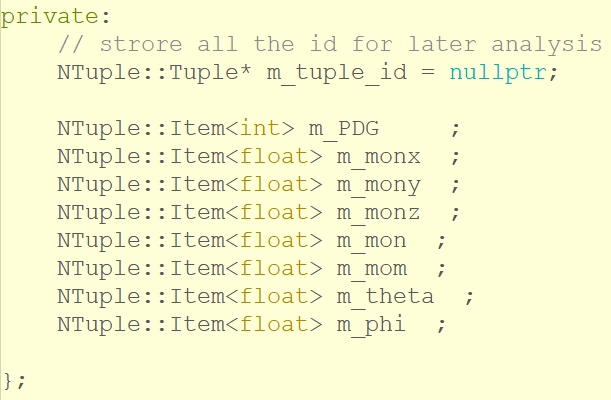 private:
// strore all the id for later analysis
NTuple::Tuple* m_tuple_id = nullptr;
NTuple::Item<int> m_PDG     ;
NTuple::Item<float> m_monx  ;
NTuple::Item<float> m_mony  ;
NTuple::Item<float> m_monz  ;
NTuple::Item<float> m_mon  ;
NTuple::Item<float> m_mom  ;
NTuple::Item<float> m_theta  ;
NTuple::Item<float> m_phi  ;
};